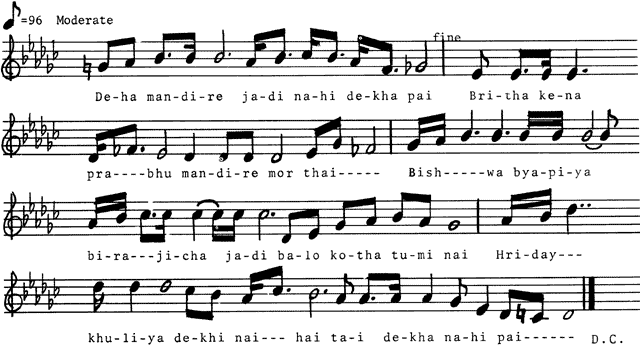 ♪=96 Moderate
fine
De-ha man-di-re ja-di na-hi de-kha pai Bri-tha ke-na
pra----bhu man-di-re mor thai----- Bish-----wa bya-pi-ya
bi-ra---ji-cha ja-di ba-lo ko-tha tu-mi nai Hri-day---
khu-li-ya de-khi nai--- hai ta-i de-kha na-hi pai------ D.C.